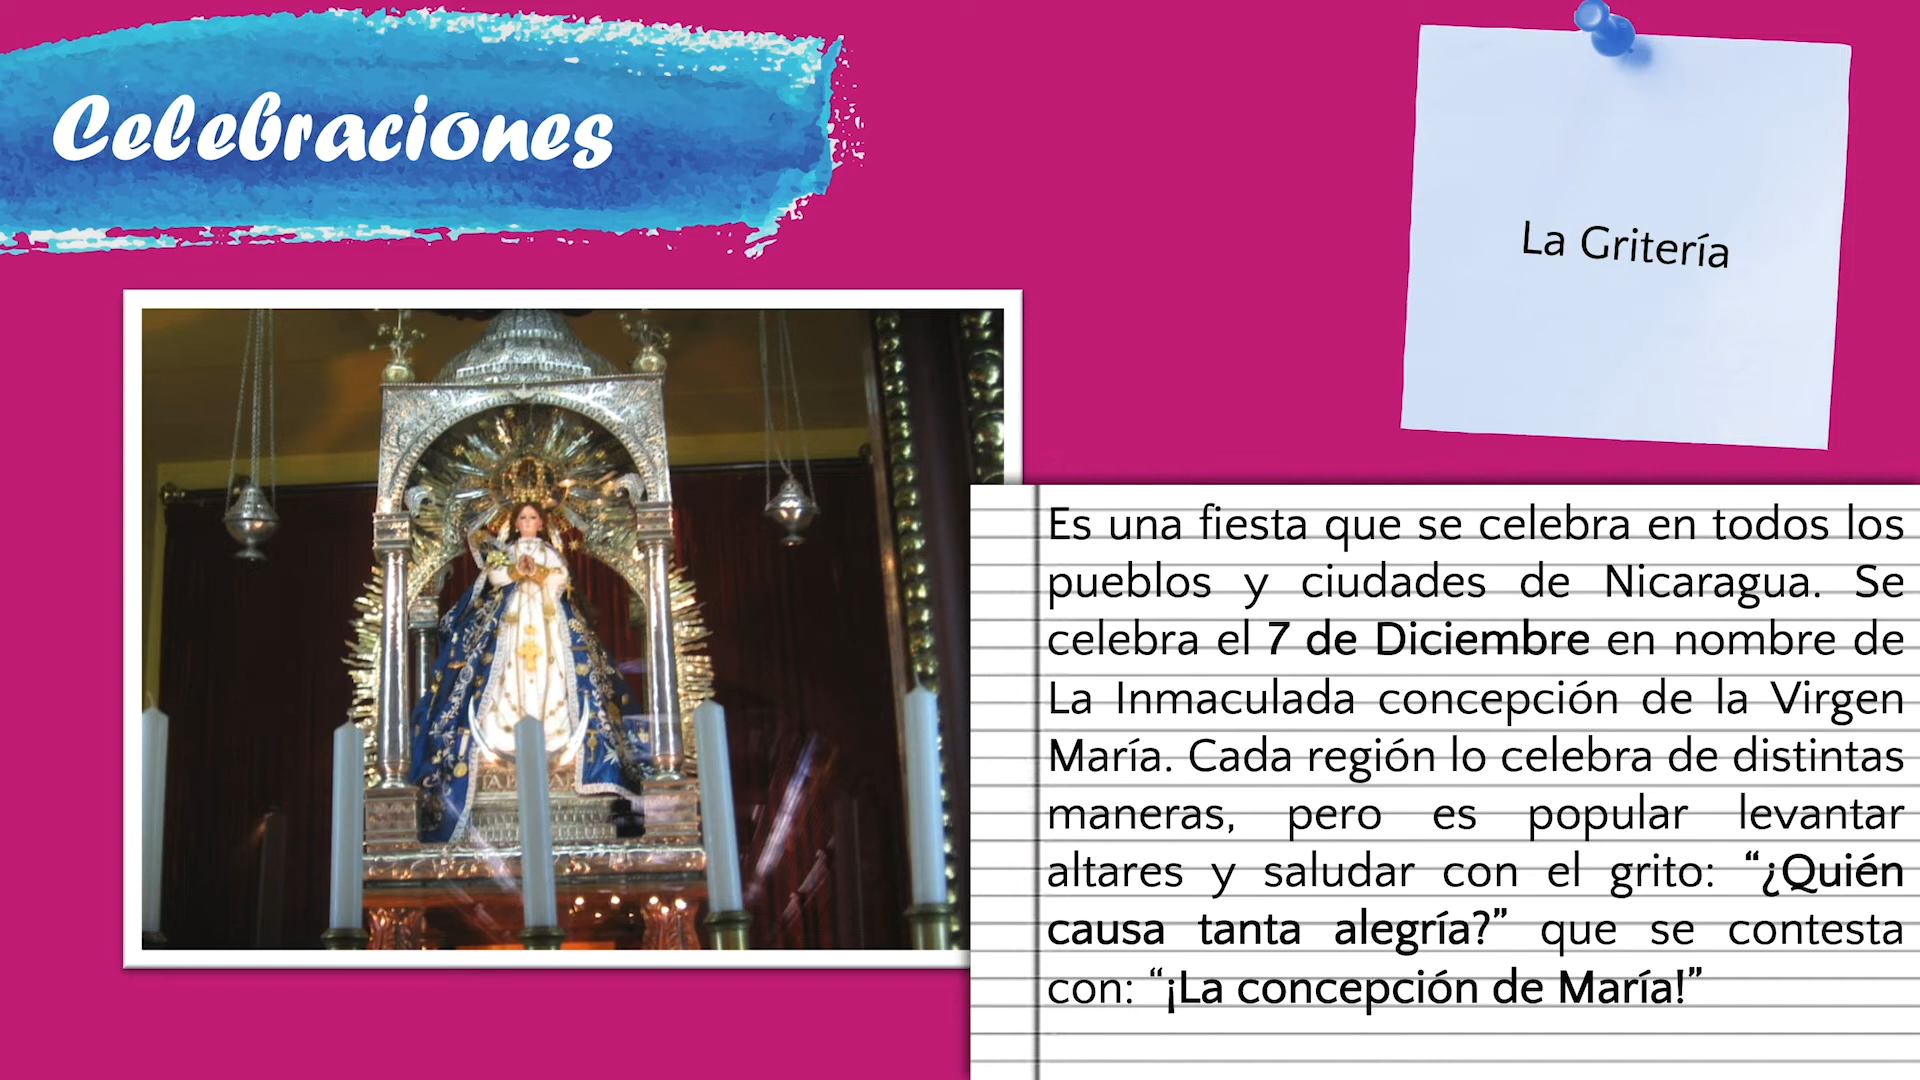 Celebraciones
La Gritería
Es una fiesta que se celebra en todos los
pueblos y ciudades de Nicaragua. Se
celebra el 7 de Diciembre en nombre de
La Inmaculada concepción de la Virgen
María. Cada región lo celebra de distintas
maneras, pero es popular levantar
altares y saludar con el grito: “¿Quién
causa tanta alegría?” que se contesta
con: “¡La concepción de María!”